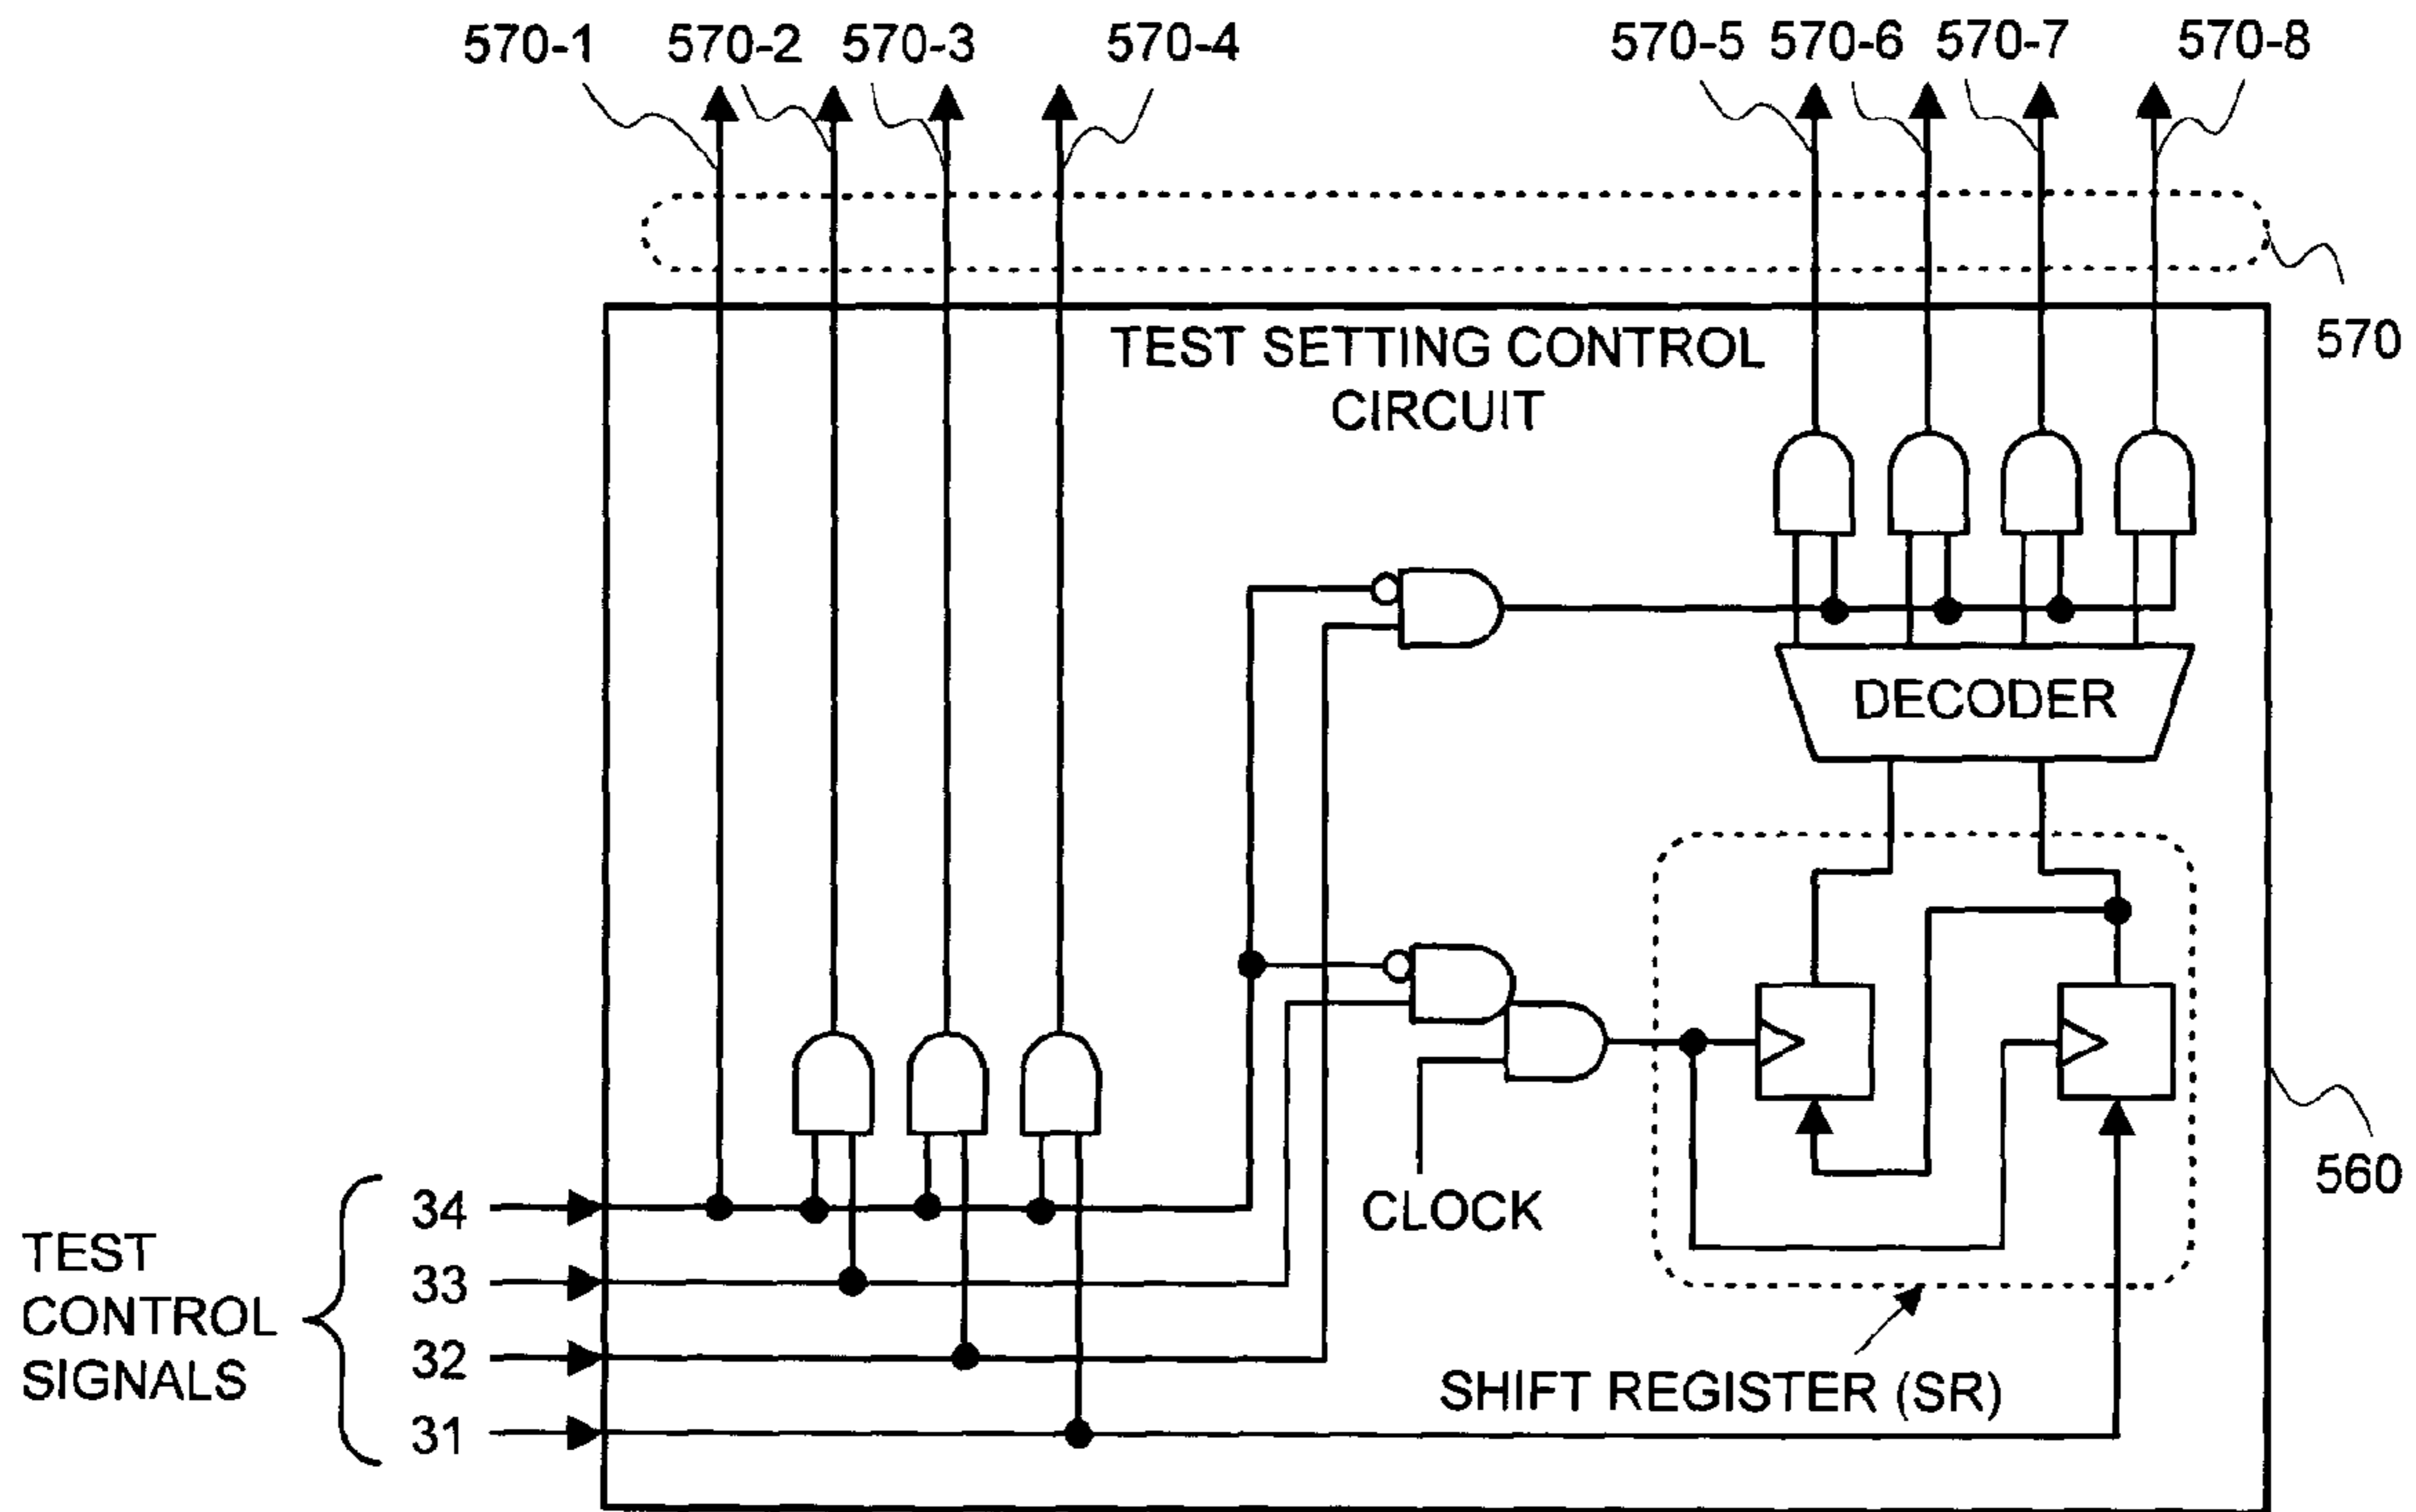 570-1 570-2 570-3 570-4 570-5 570-6 570-7 570-8
570
TEST SETTING CONTROL
CIRCUIT
DECODER
CLOCK
560
TEST
CONTROL
SIGNALS
34
33
32
31
SHIFT REGISTER (SR)